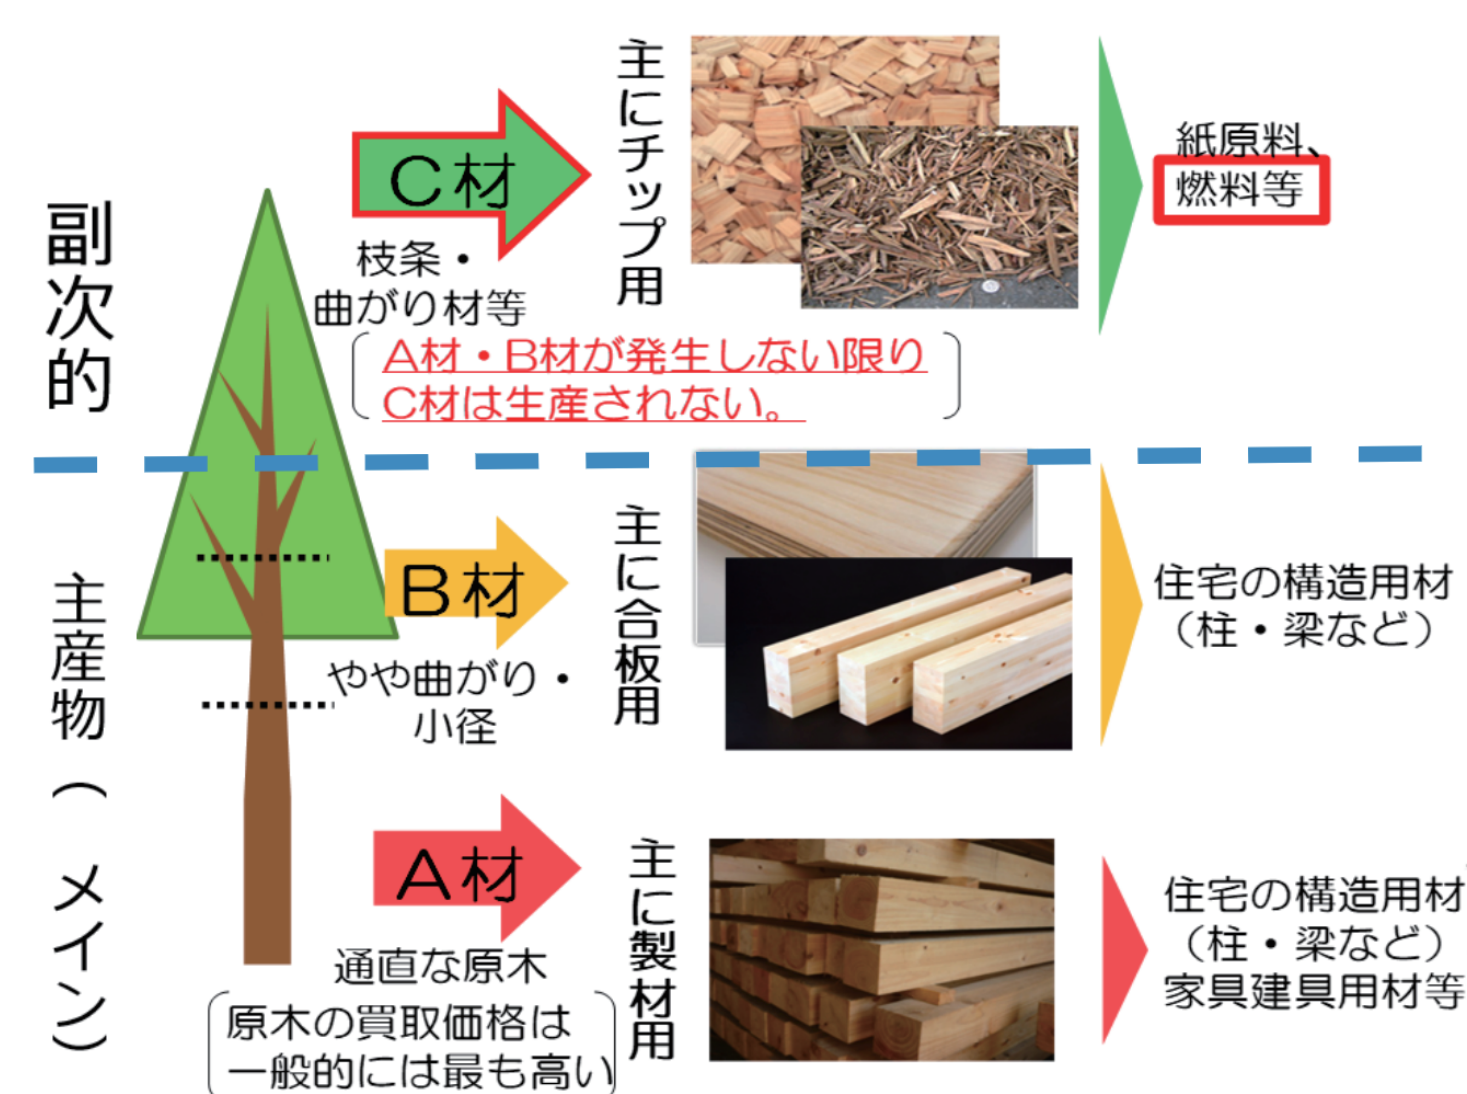 副次的
C材
枝条・
曲がり材等
A材・B材が発生しない限り
C材は生産されない。
主にチップ用
紙原料、
燃料等
主産物（メイン）
B材
やや曲がり・
小径
主に合板用
住宅の構造用材
（柱・梁など）
A材
通直な原木
原木の買取価格は
一般的には最も高い
主に製材用
住宅の構造用材
（柱・梁など）
家具建具用材等